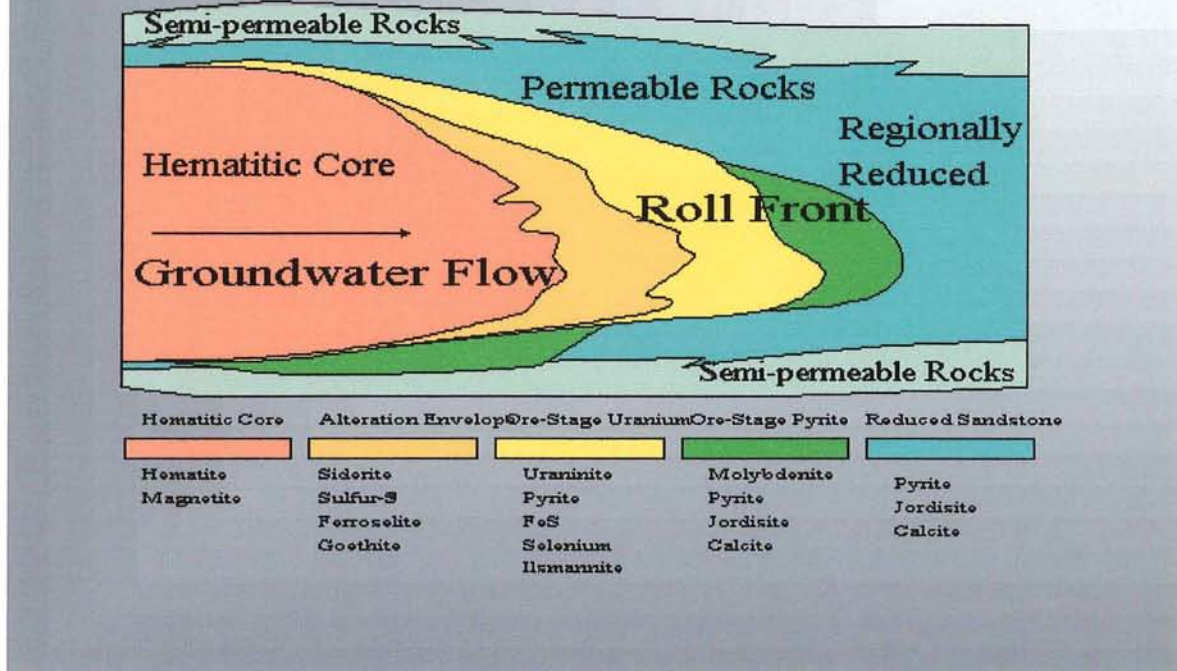 Semi-permeable Rocks
Permeable Rocks
Regionally
Reduced
Hematitic Core
Roll Front
Groundwater Flow
Semi-permeable Rocks
Hematitic Core Alteration Envelope Ore-Stage Uranium Ore-Stage Pyrite Reduced Sandstone
Hematite Siderite Uraninite Molybdenite Pyrite
Magnetite Sulfur-S Pyrite Pyrite Jordisite
Ferroselite FeS Jordisite Calcite
Goethite Selenium Calcite
Ilsmannite